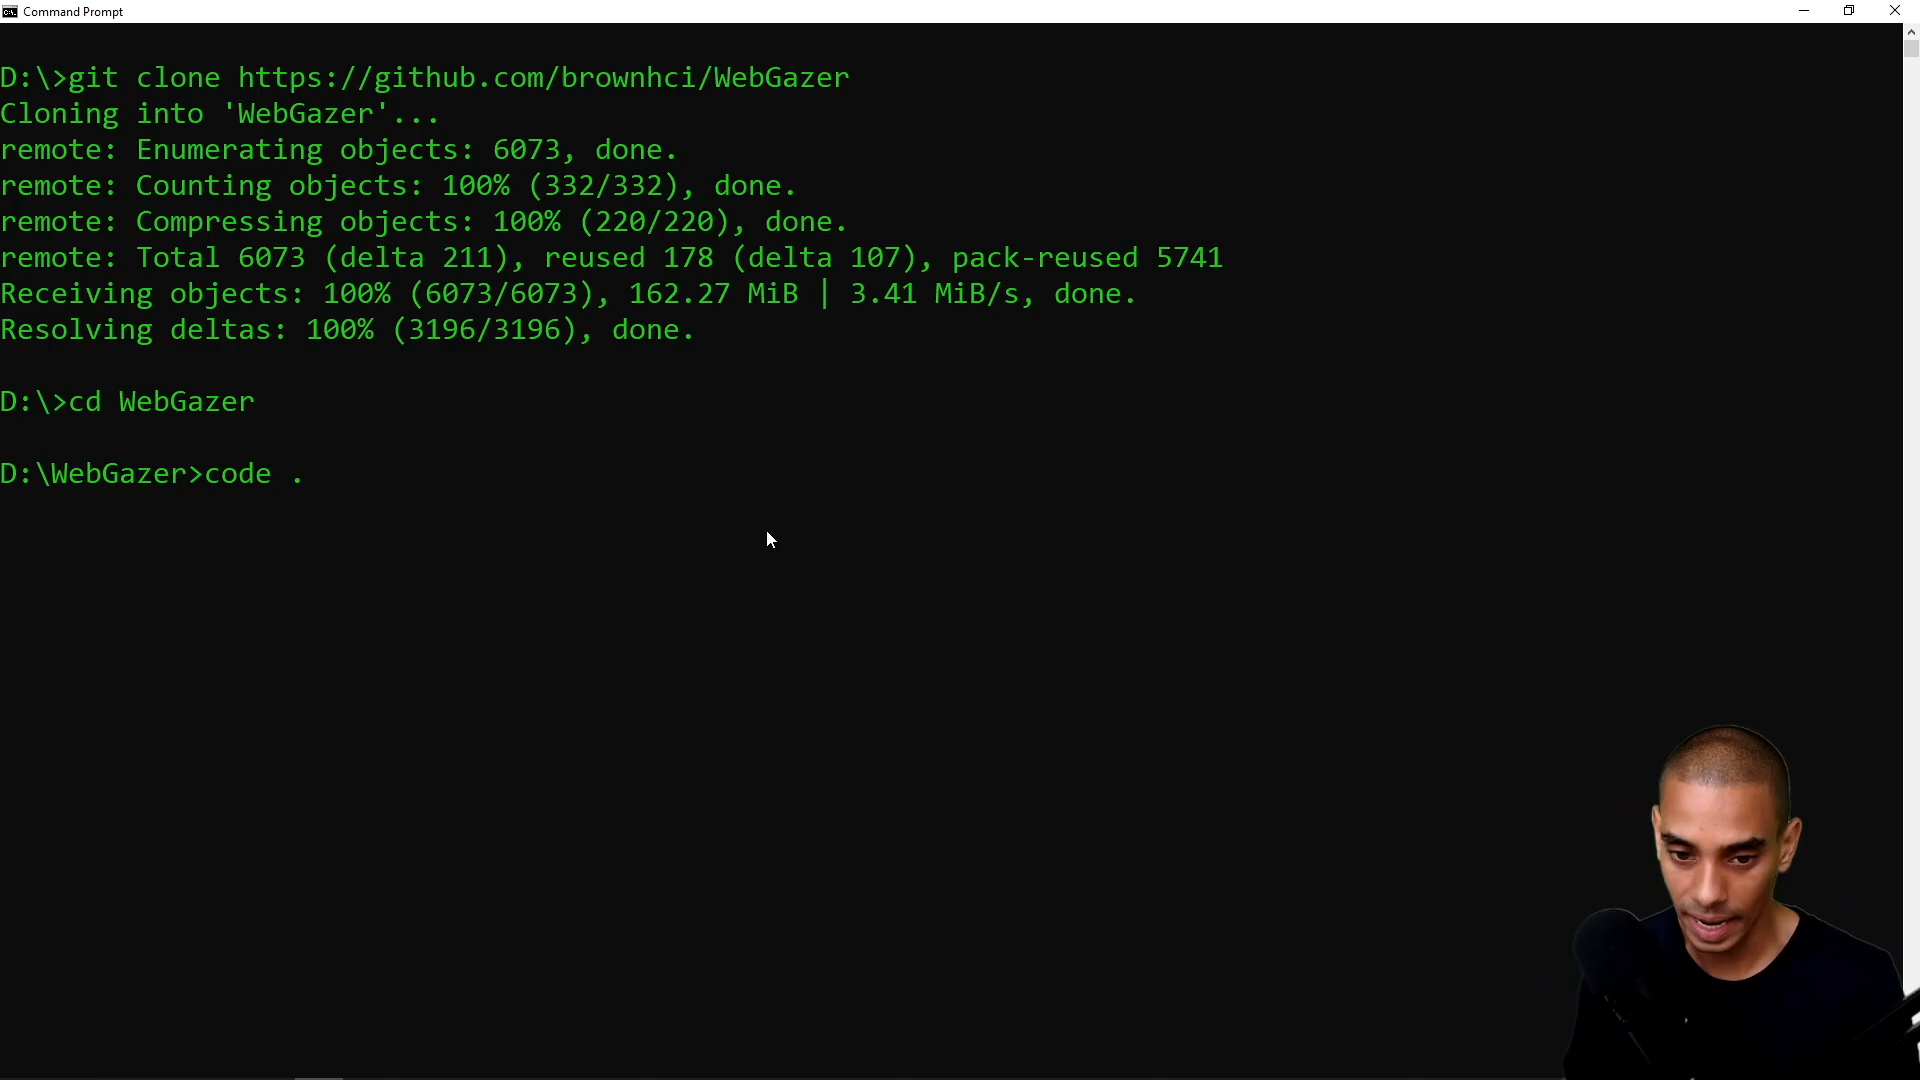 Command Prompt
D:\>git clone https://github.com/brownhci/WebGazer
Cloning into 'WebGazer'...
remote: Enumerating objects: 6073, done.
remote: Counting objects: 100% (332/332), done.
remote: Compressing objects: 100% (220/220), done.
remote: Total 6073 (delta 211), reused 178 (delta 107), pack-reused 5741
Receiving objects: 100% (6073/6073), 162.27 MiB | 3.41 MiB/s, done.
Resolving deltas: 100% (3196/3196), done.
D:\>cd WebGazer
D:\WebGazer>code .